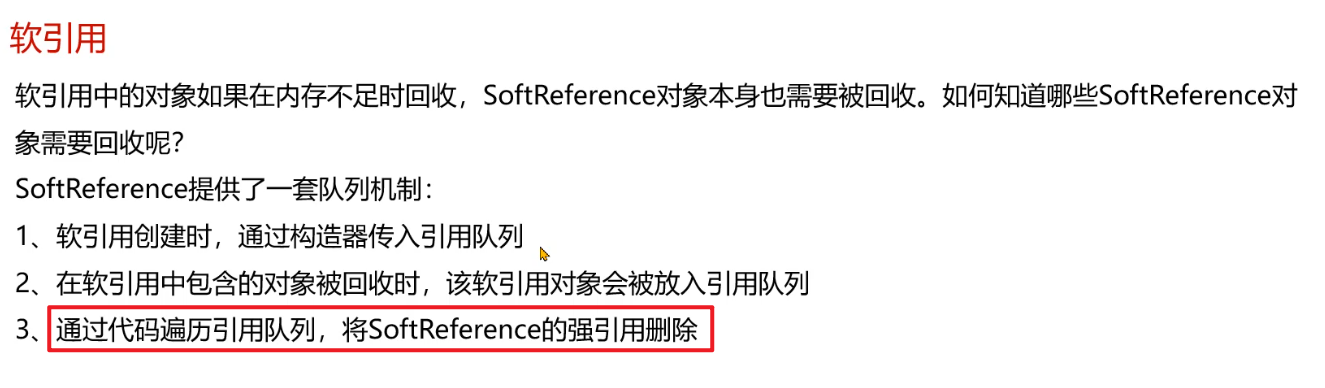 软引用
软引用中的对象如果在内存不足时回收，SoftReference对象本身也需要被回收。如何知道哪些SoftReference对
象需要回收呢？
SoftReference提供了一套队列机制：
1、软引用创建时，通过构造器传入引用队列
2、在软引用中包含的对象被回收时，该软引用对象会被放入引用队列
3、通过代码遍历引用队列，将SoftReference的强引用删除